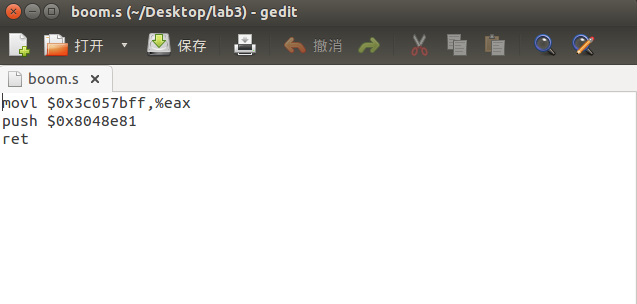 boom.s (~/Desktop/lab3) - gedit
打开 保存 撤消
boom.s
movl $0x3c057bff,%eax
push $0x8048e81
ret